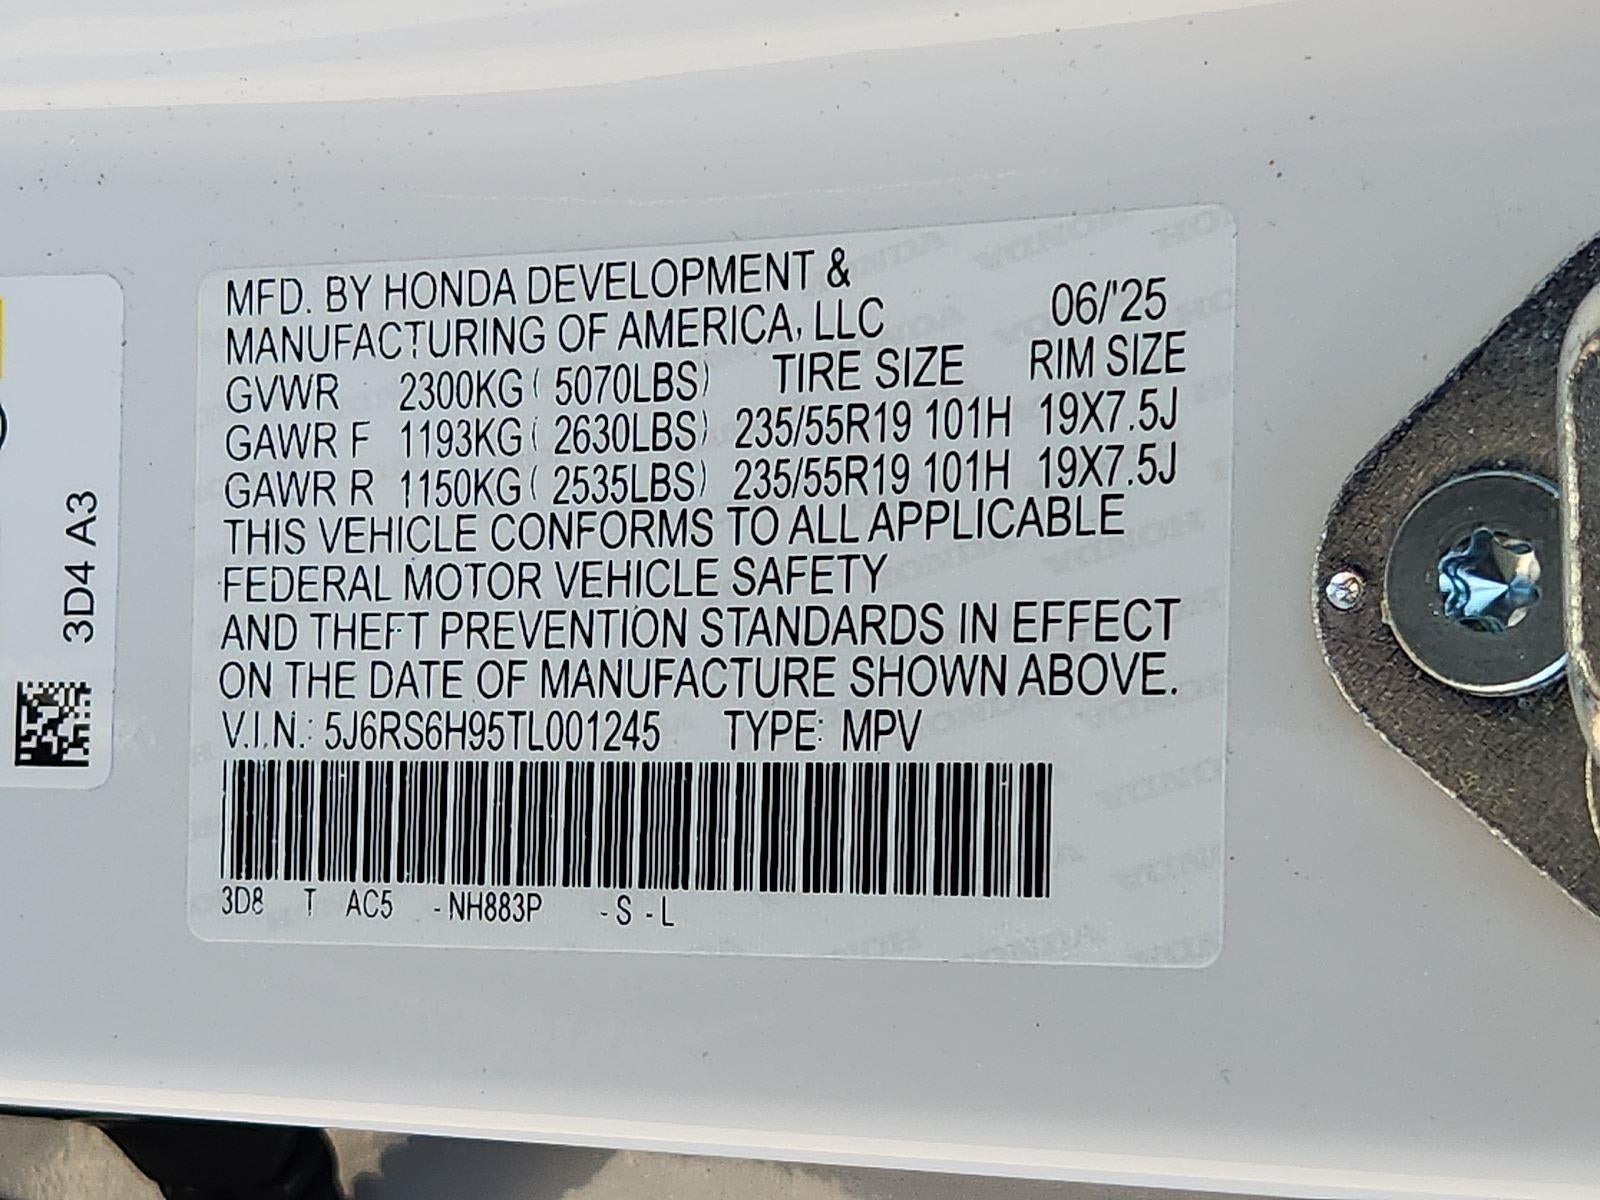 MFD. BY HONDA DEVELOPMENT &
MANUFACTURING OF AMERICA, LLC 06/'25
GVWR 2300KG ( 5070LBS) TIRE SIZE RIM SIZE
GAWR F 1193KG ( 2630LBS) 235/55R19 101H 19X7.5J
GAWR R 1150KG ( 2535LBS) 235/55R19 101H 19X7.5J
THIS VEHICLE CONFORMS TO ALL APPLICABLE
FEDERAL MOTOR VEHICLE SAFETY
AND THEFT PREVENTION STANDARDS IN EFFECT
ON THE DATE OF MANUFACTURE SHOWN ABOVE.
V.I.N.: 5J6RS6H95TL001245 TYPE: MPV
3D8 T AC5 -NH883P -S-L
3D4 A3